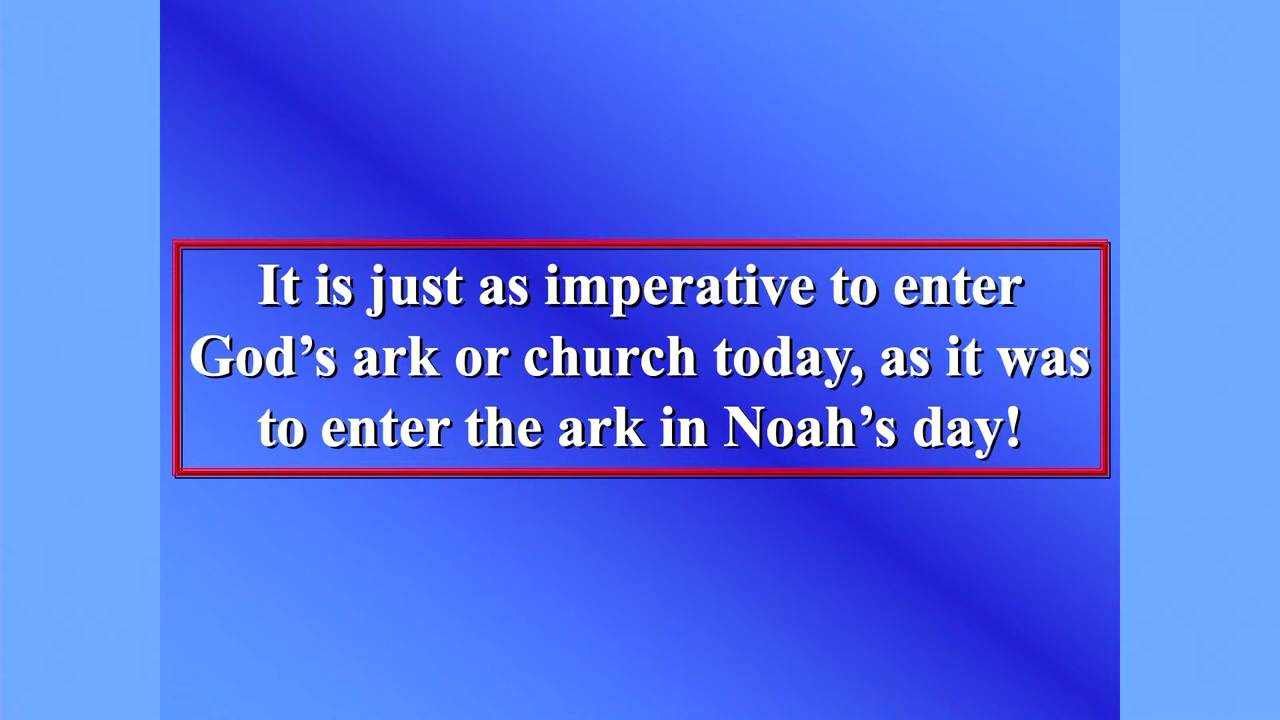 It is just as imperative to enter
God’s ark or church today, as it was
to enter the ark in Noah’s day!